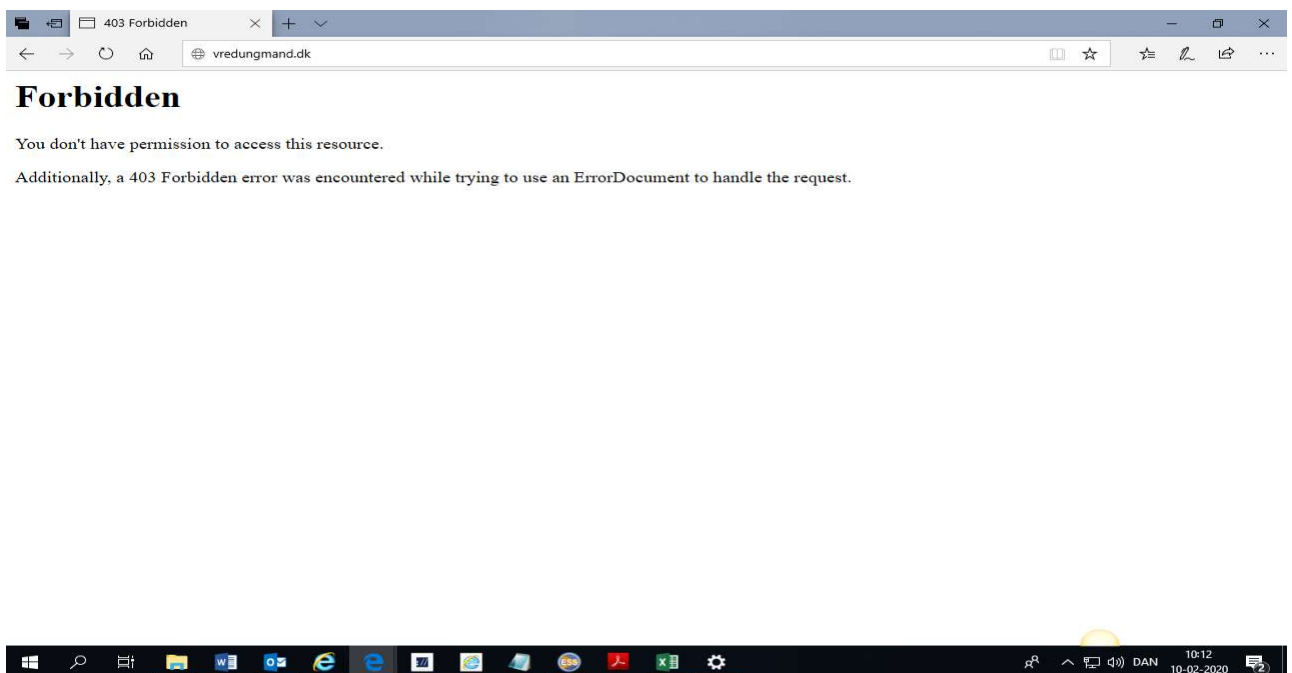 403 Forbidden
vredungmand.dk
Forbidden
You don't have permission to access this resource.
Additionally, a 403 Forbidden error was encountered while trying to use an ErrorDocument to handle the request.
DAN
10:12
10-02-2020
2